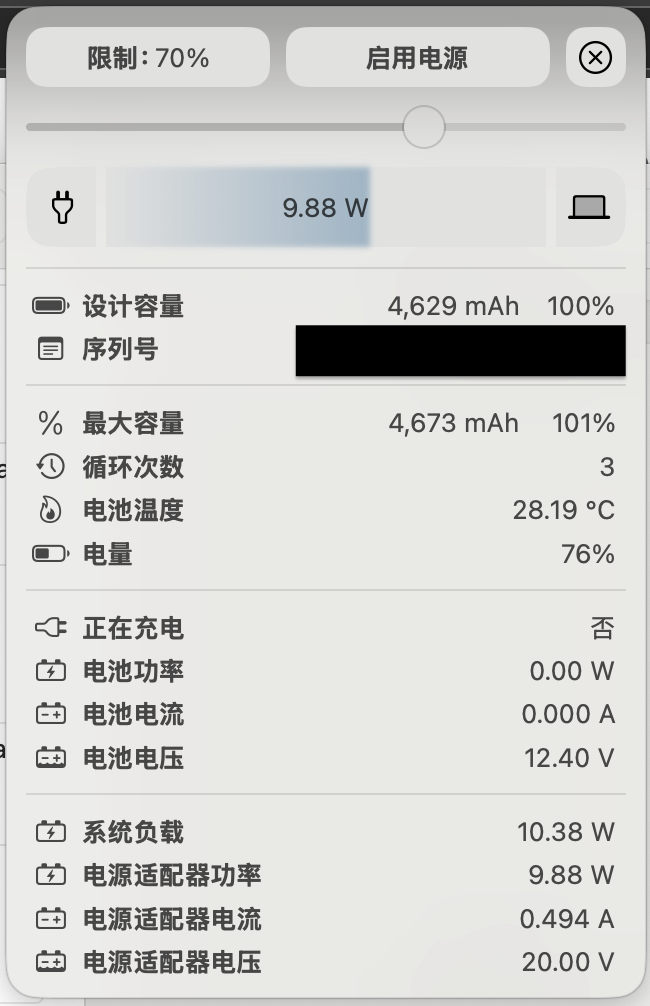 限制：70% 启用电源
9.88 W
设计容量 4,629 mAh 100%
序列号
最大容量 4,673 mAh 101%
循环次数 3
电池温度 28.19 °C
电量 76%
正在充电 否
电池功率 0.00 W
电池电流 0.000 A
电池电压 12.40 V
系统负载 10.38 W
电源适配器功率 9.88 W
电源适配器电流 0.494 A
电源适配器电压 20.00 V